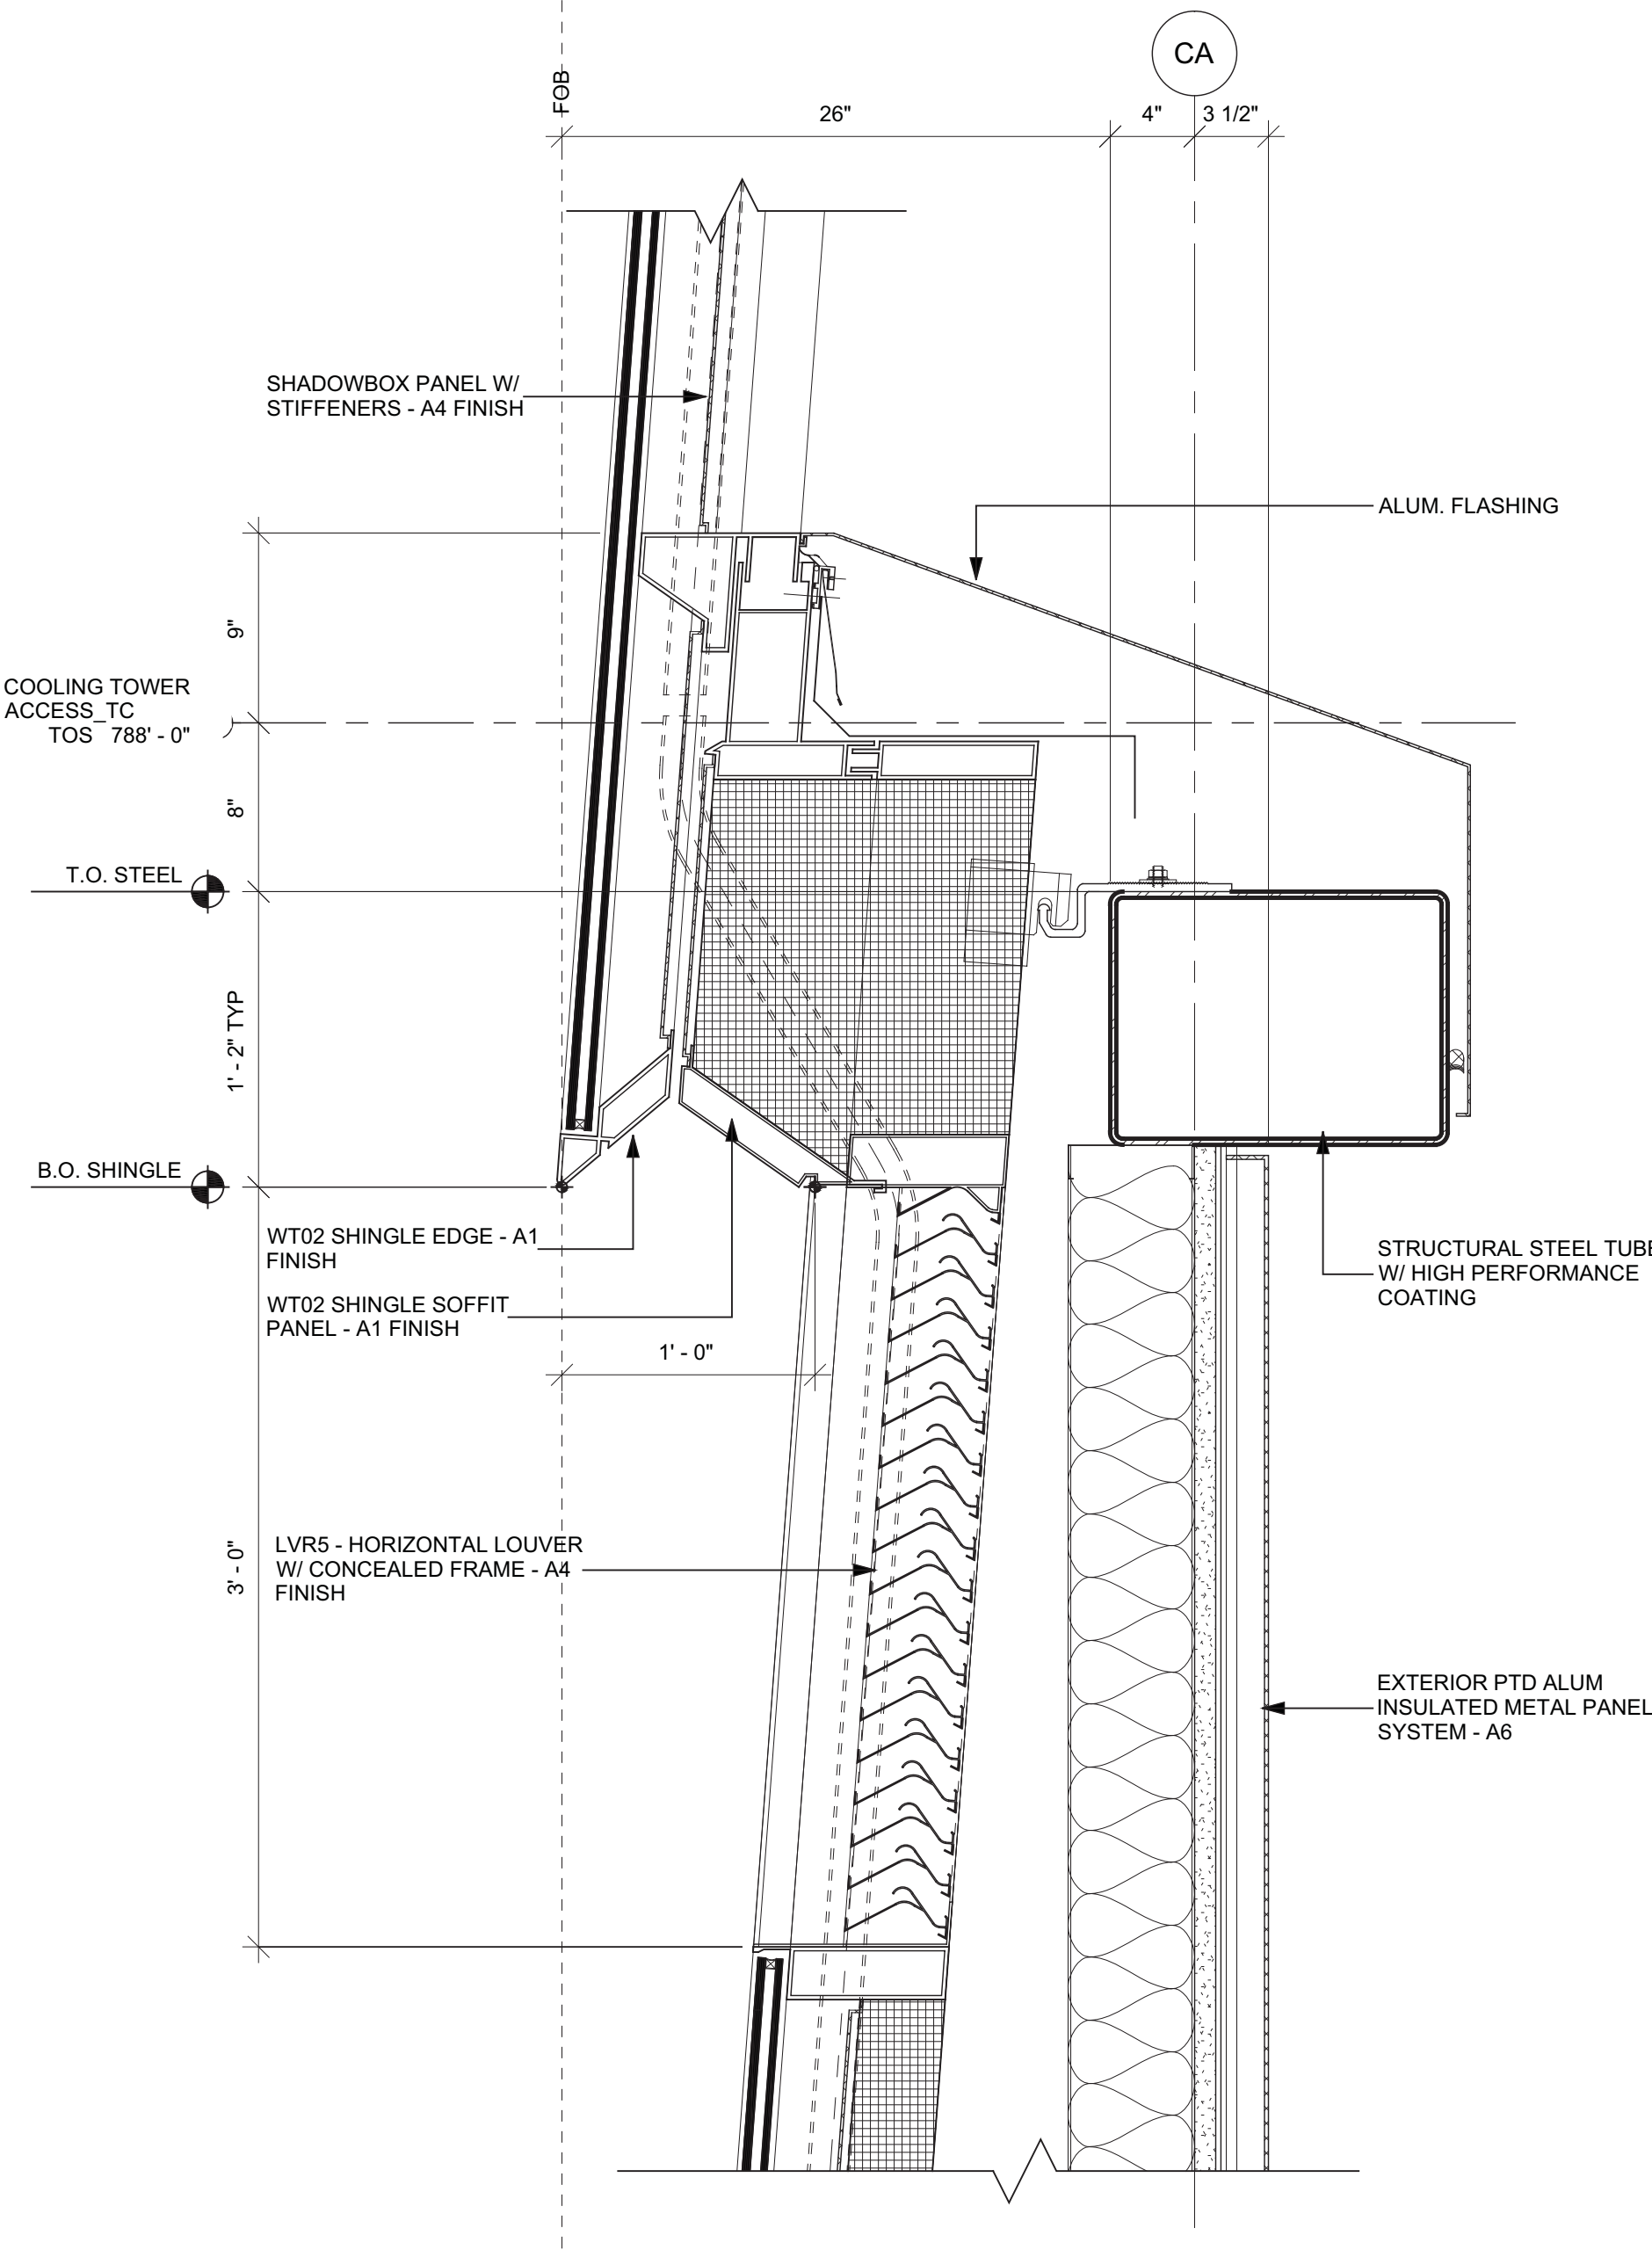 CA
FOB
26"
4"
3 1/2"
SHADOWBOX PANEL W/
STIFFENERS - A4 FINISH
ALUM. FLASHING
9"
COOLING TOWER
ACCESS_TC
TOS 788' - 0"
8"
T.O. STEEL
1' - 2" TYP
B.O. SHINGLE
WT02 SHINGLE EDGE - A1
FINISH
STRUCTURAL STEEL TUBE
W/ HIGH PERFORMANCE
COATING
WT02 SHINGLE SOFFIT
PANEL - A1 FINISH
1' - 0"
3' - 0"
LVR5 - HORIZONTAL LOUVER
W/ CONCEALED FRAME - A4
FINISH
EXTERIOR PTD ALUM
INSULATED METAL PANEL
SYSTEM - A6